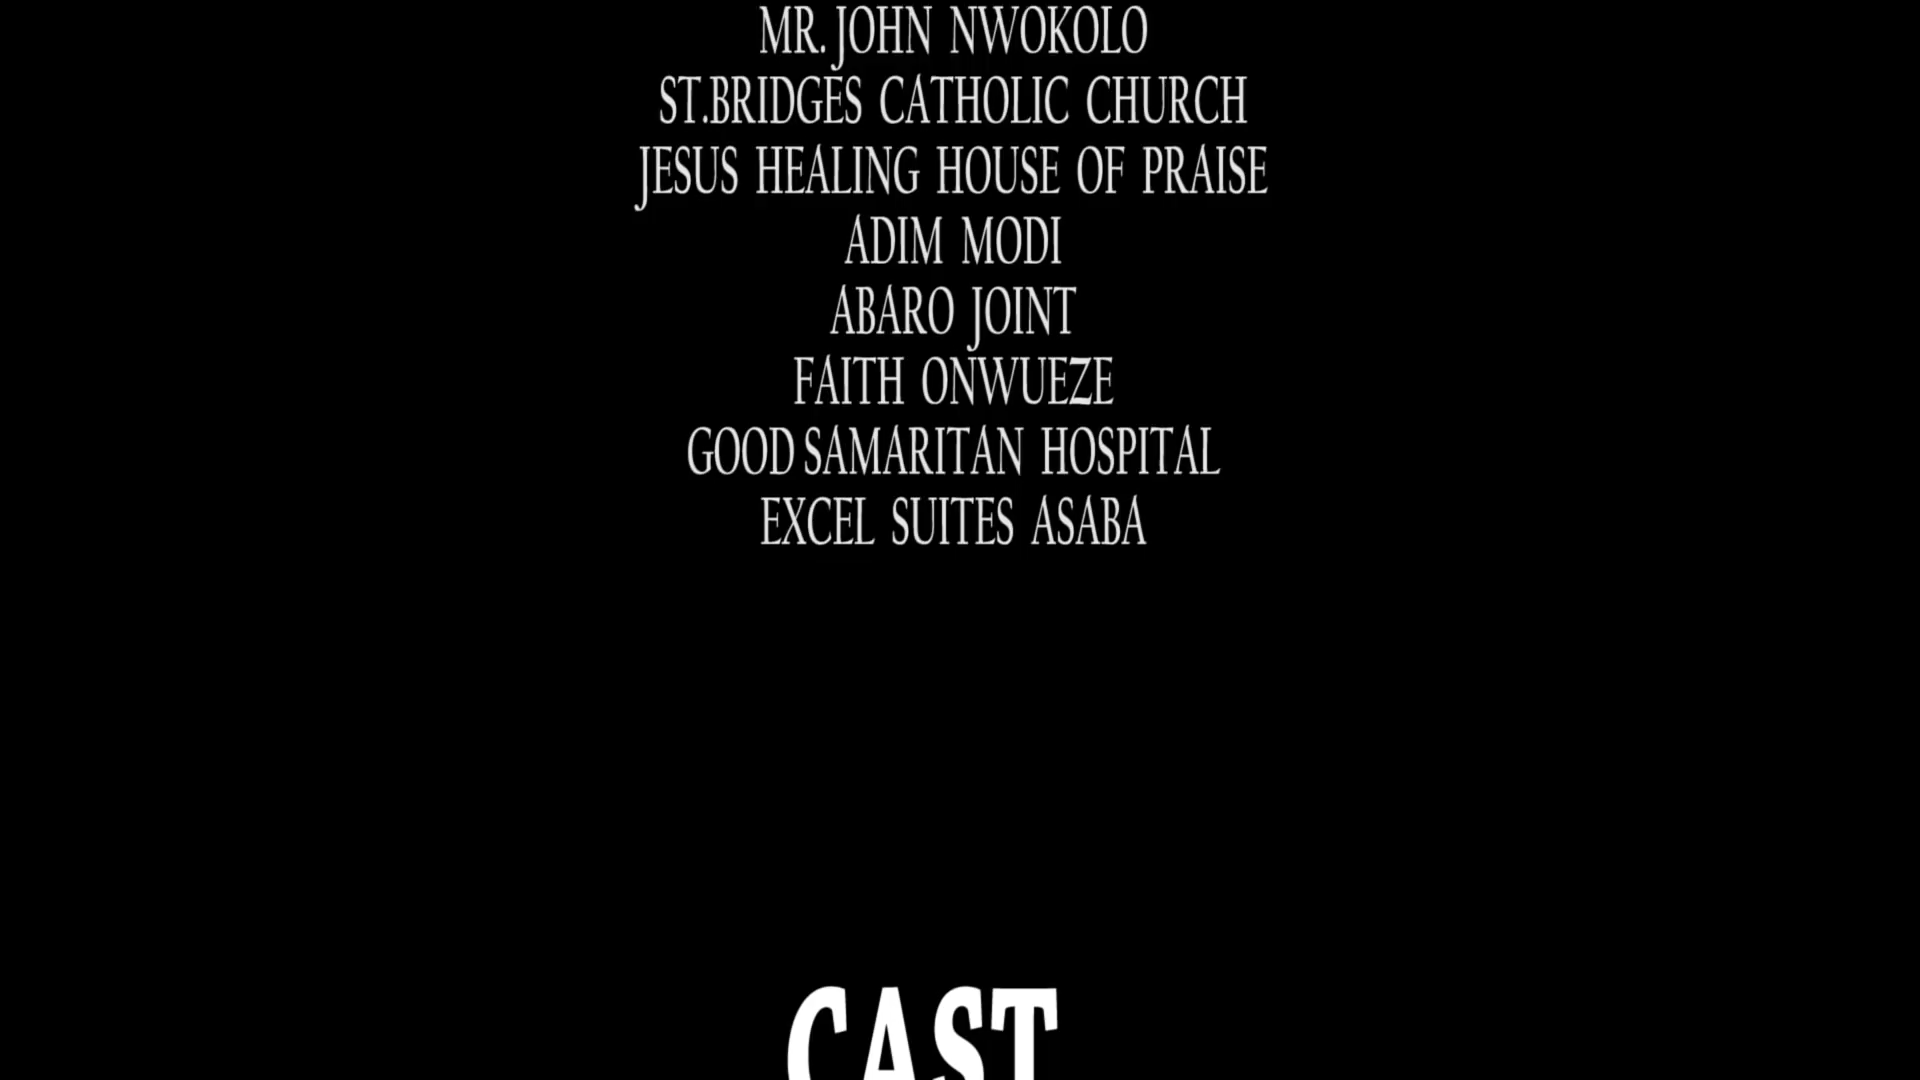 MR. JOHN NWOKOLO
ST.BRIDGES CATHOLIC CHURCH
JESUS HEALING HOUSE OF PRAISE
ADIM MODI
ABARO JOINT
FAITH ONWUEZE
GOOD SAMARITAN HOSPITAL
EXCEL SUITES ASABA
CAST